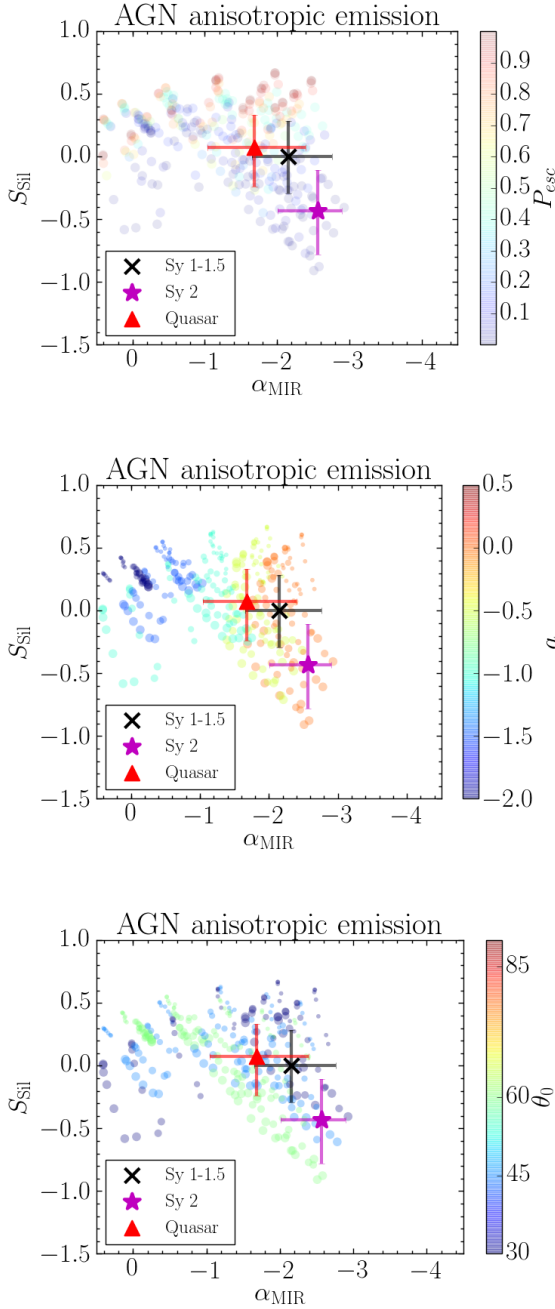 AGN anisotropic emission
1.0
0.5
0.0
−0.5
−1.0
−1.5
S_Sil
Sy 1-1.5
Sy 2
Quasar
0 −1 −2 −3 −4
α_MIR
0.9
0.8
0.7
0.6
0.5
0.4
0.3
0.2
0.1
P_esc
AGN anisotropic emission
1.0
0.5
0.0
−0.5
−1.0
−1.5
S_Sil
Sy 1-1.5
Sy 2
Quasar
0 −1 −2 −3 −4
α_MIR
0.5
0.0
−0.5
−1.0
−1.5
−2.0
AGN anisotropic emission
1.0
0.5
0.0
−0.5
−1.0
−1.5
S_Sil
Sy 1-1.5
Sy 2
Quasar
0 −1 −2 −3 −4
α_MIR
85
60
45
30
θ_0